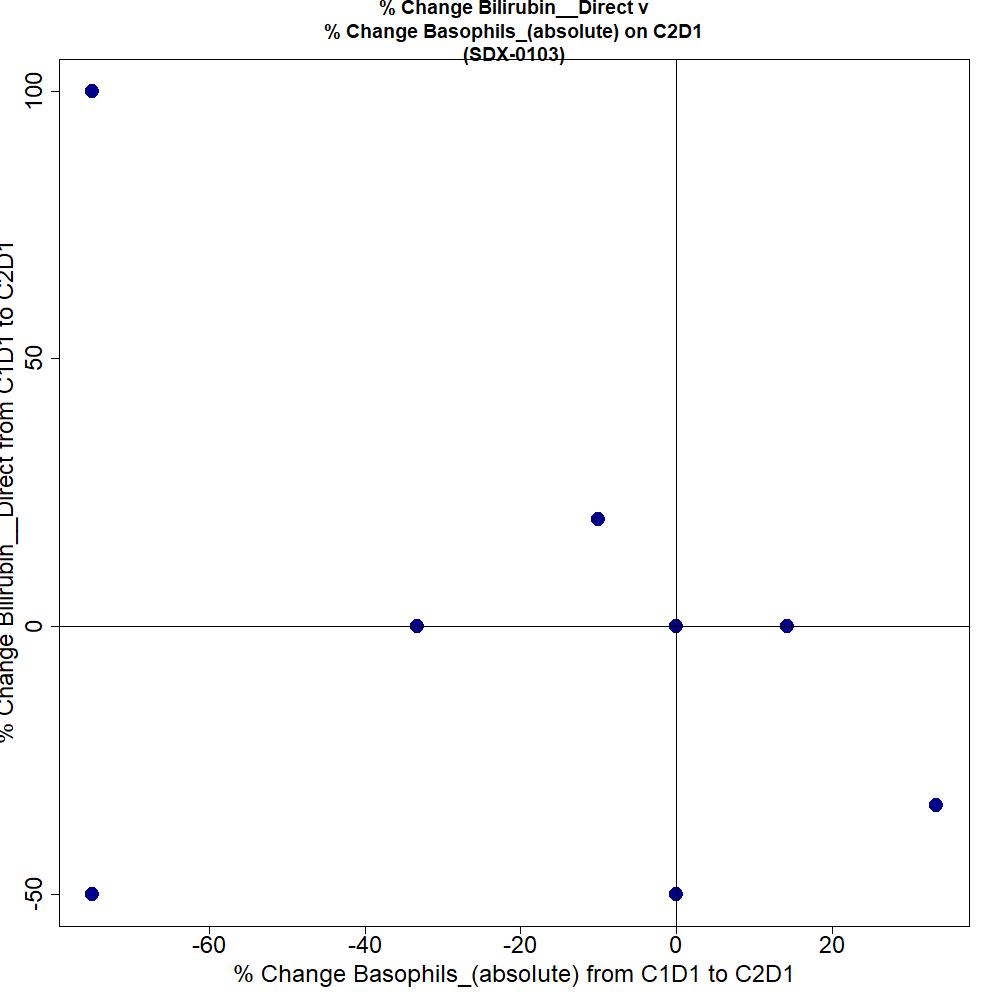 % Change Bilirubin__Direct v
% Change Basophils_(absolute) on C2D1
(SDX-0103)
% Change Bilirubin__Direct from C1D1 to C2D1
100
50
0
-50
-60
-40
-20
0
20
% Change Basophils_(absolute) from C1D1 to C2D1